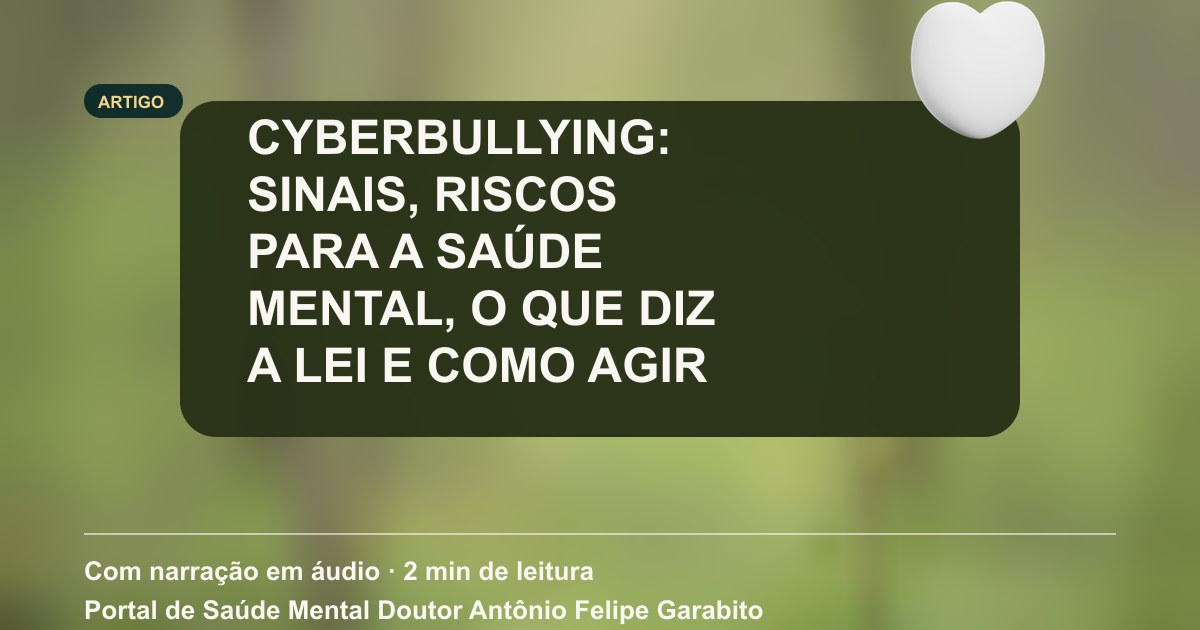 ARTIGO
CYBERBULLYING:
SINAIS, RISCOS
PARA A SAÚDE
MENTAL, O QUE DIZ
A LEI E COMO AGIR
Com narração em áudio · 2 min de leitura
Portal de Saúde Mental Doutor Antônio Felipe Garabito